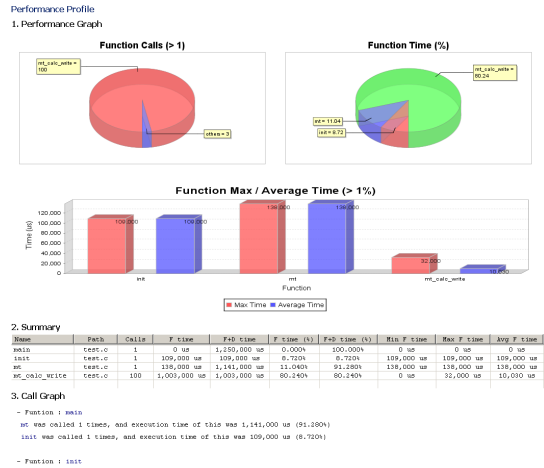 Performance Profile
1. Performance Graph
Function Calls (> 1)
mt_calc_write =
100
others = 3
Function Time (%)
mt_calc_write =
80.24
mt = 11.04
init = 8.72
Function Max / Average Time (> 1%)
Time (us)
120,000
100,000
80,000
60,000
40,000
20,000
0
109,000
109,000
138,000
138,000
32,000
10,030
init
mt
mt_calc_write
Function
Max Time Average Time
2. Summary
Name Path Calls F time F+D time F time (%) F+D time (%) Min F time Max F time Avg F time
main test.c 1 0 us 1,250,000 us 0.000% 100.000% 0 us 0 us 0 us
init test.c 1 109,000 us 109,000 us 8.720% 8.720% 109,000 us 109,000 us 109,000 us
mt test.c 1 138,000 us 1,141,000 us 11.040% 91.280% 138,000 us 138,000 us 138,000 us
mt_calc_write test.c 100 1,003,000 us 1,003,000 us 80.240% 80.240% 0 us 32,000 us 10,030 us
3. Call Graph
- Funtion : main
mt was called 1 times, and execution time of this was 1,141,000 us (91.280%)
init was called 1 times, and execution time of this was 109,000 us (8.720%)
- Funtion : init